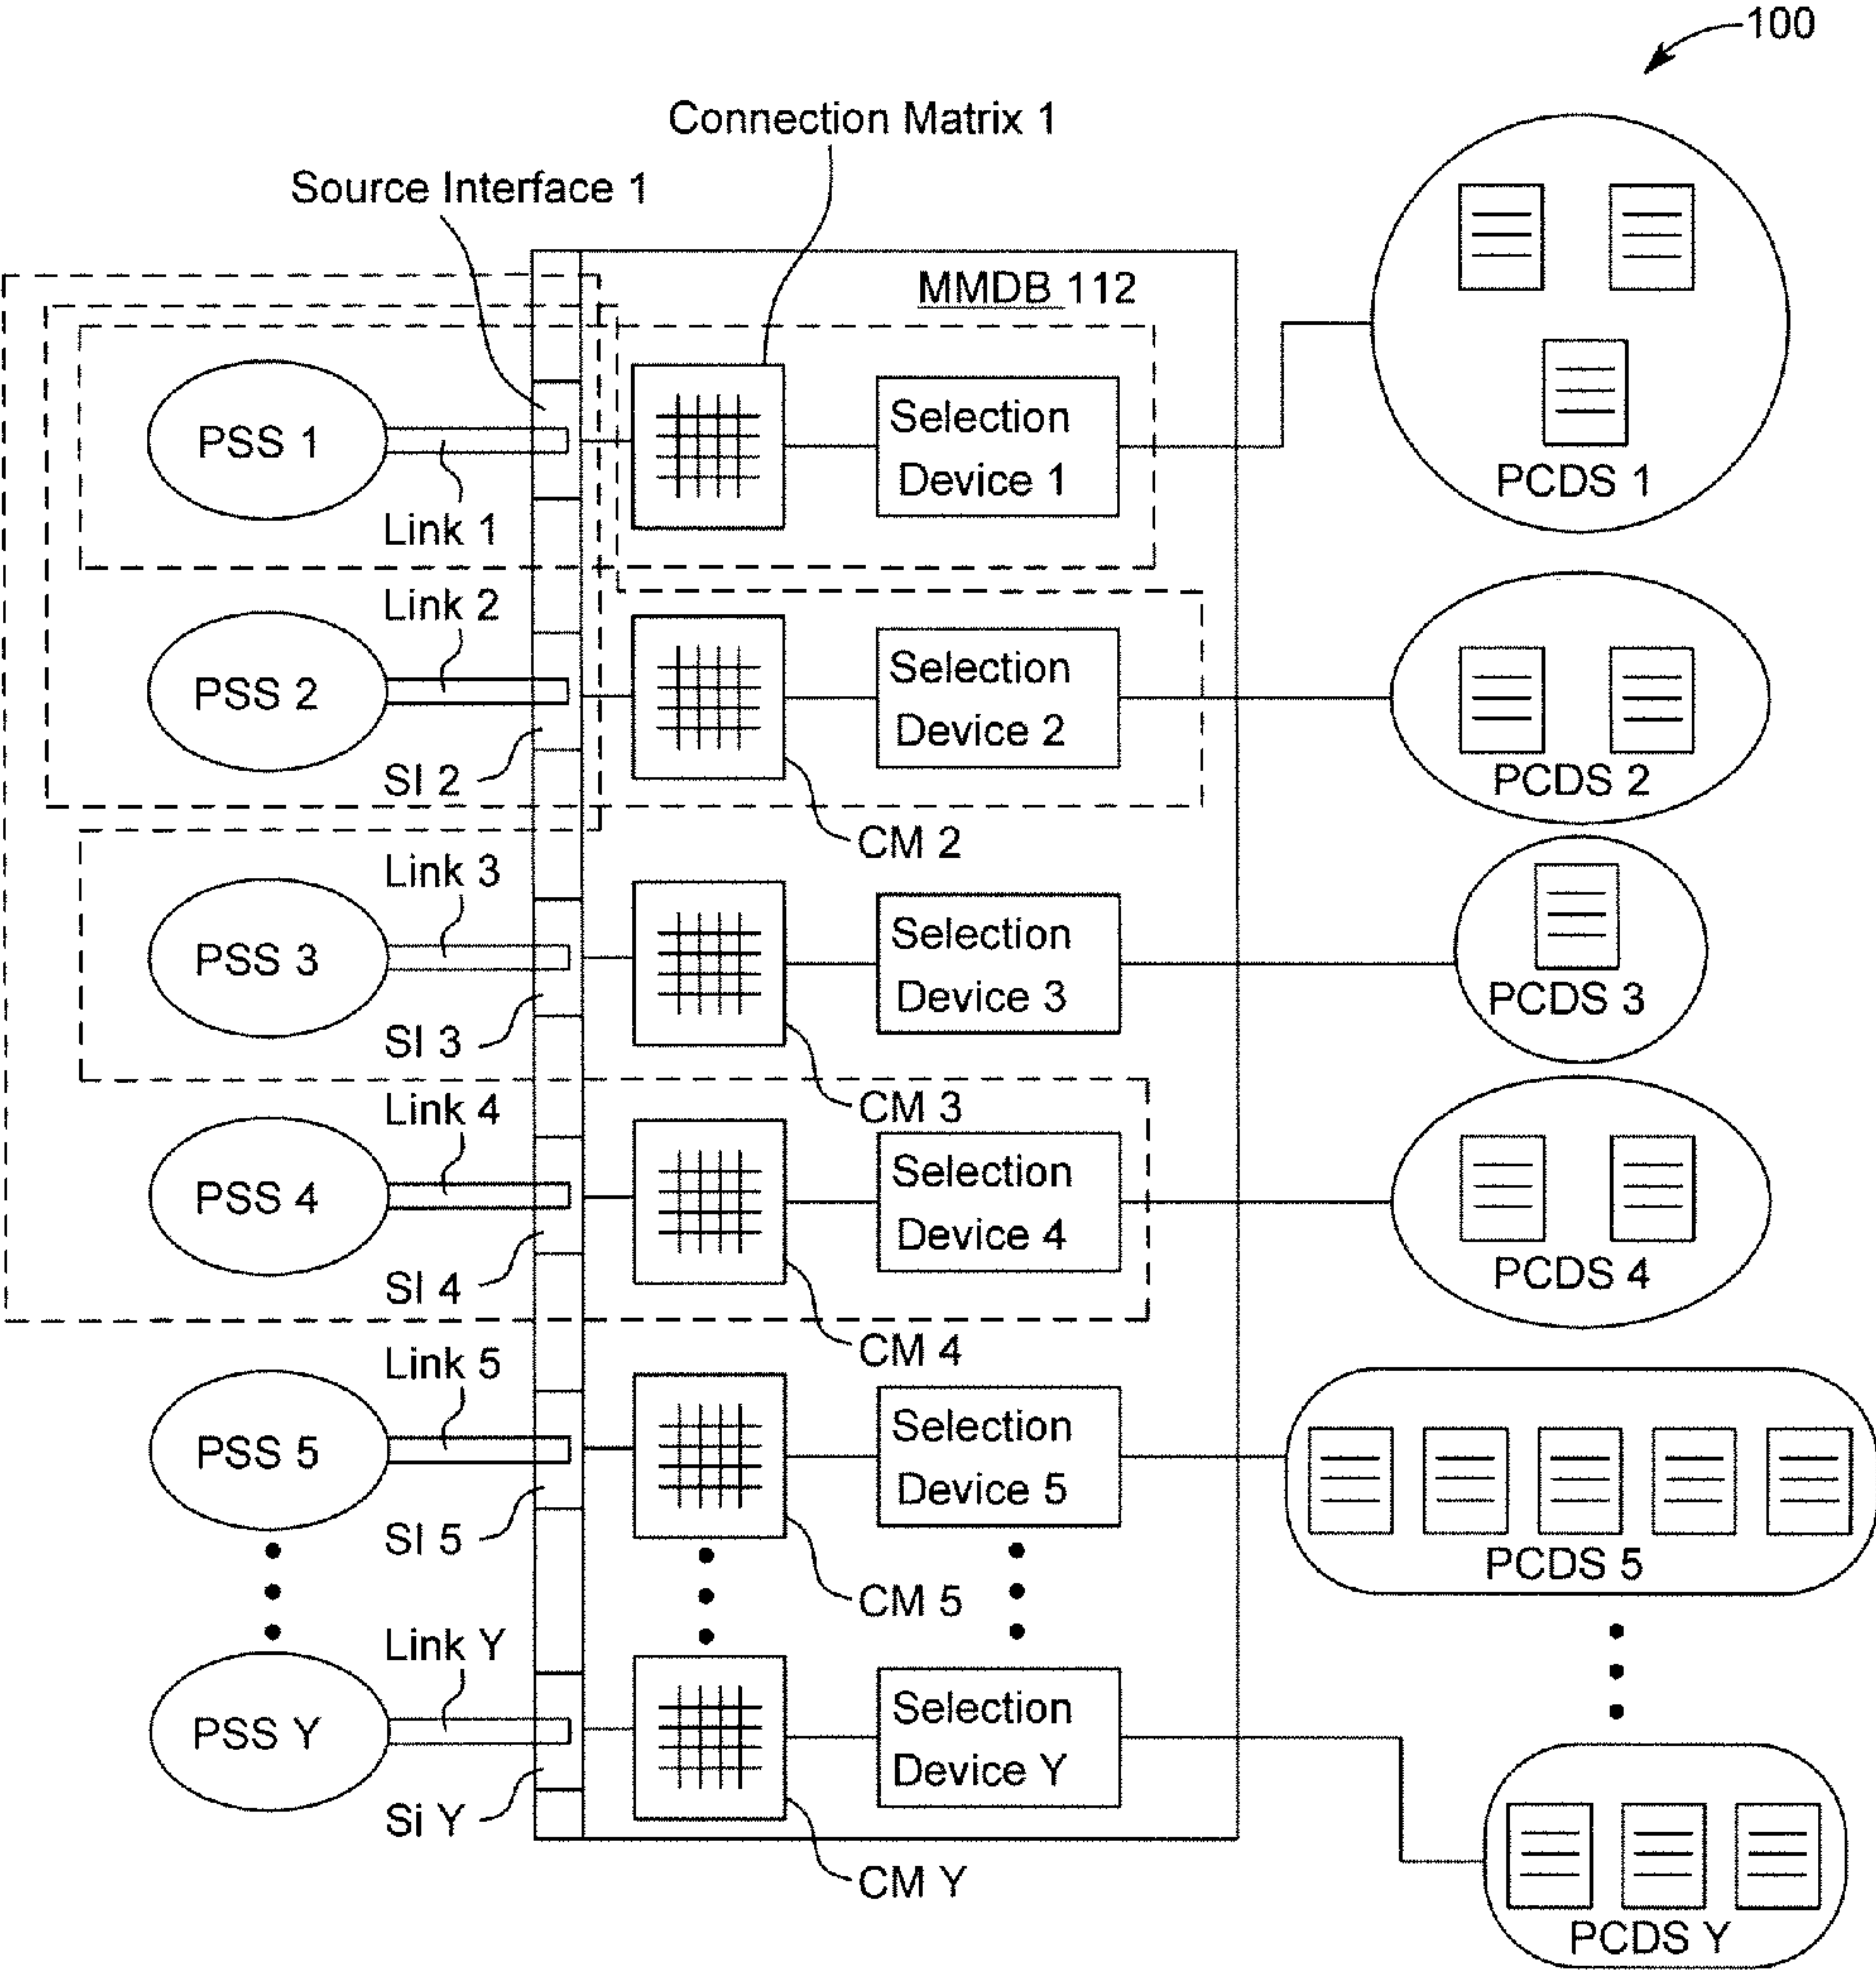 100
Connection Matrix 1
Source Interface 1
MMDB 112
PSS 1
Link 1
Selection
Device 1
PCDS 1
Link 2
PSS 2
SI 2
Selection
Device 2
CM 2
PCDS 2
Link 3
PSS 3
SI 3
Selection
Device 3
CM 3
PCDS 3
Link 4
PSS 4
SI 4
Selection
Device 4
CM 4
PCDS 4
Link 5
PSS 5
SI 5
Selection
Device 5
CM 5
PCDS 5
Link Y
PSS Y
Si Y
Selection
Device Y
CM Y
PCDS Y